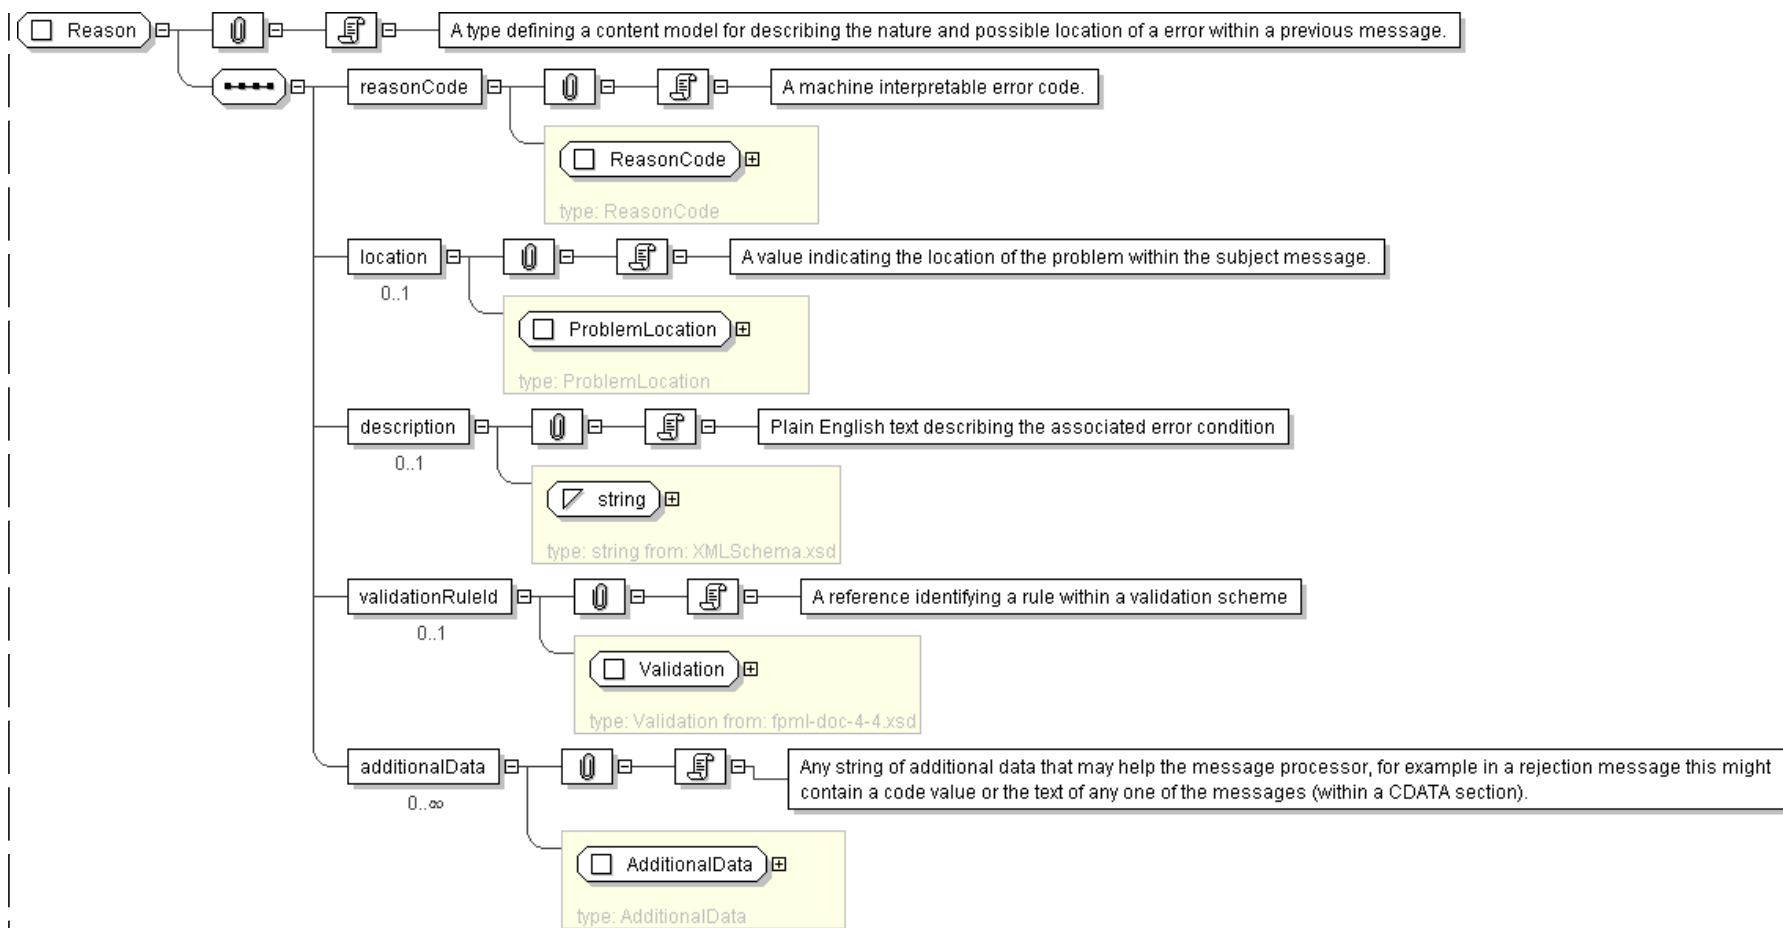 Reason
A type defining a content model for describing the nature and possible location of a error within a previous message.
reasonCode
A machine interpretable error code.
ReasonCode
type: ReasonCode
location
A value indicating the location of the problem within the subject message.
0..1
ProblemLocation
type: ProblemLocation
description
Plain English text describing the associated error condition
0..1
string
type: string from: XMLSchema.xsd
validationRuleId
A reference identifying a rule within a validation scheme
0..1
Validation
type: Validation from: fpml-doc-4-4.xsd
additionalData
Any string of additional data that may help the message processor, for example in a rejection message this might
contain a code value or the text of any one of the messages (within a CDATA section).
0..∞
AdditionalData
type: AdditionalData